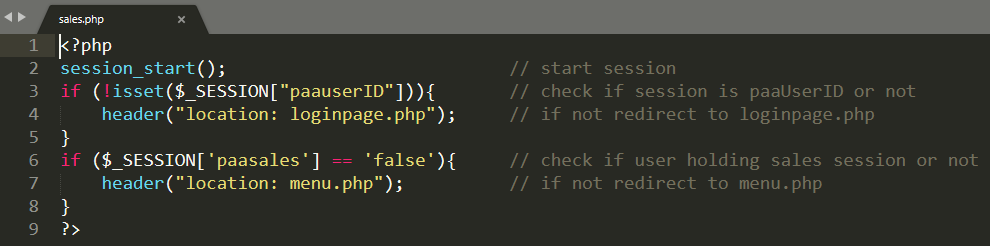 sales.php ×
1 <?php
2 session_start(); // start session
3 if (!isset($_SESSION["paauserID"])){ // check if session is paaUserID or not
4 header("location: loginpage.php"); // if not redirect to loginpage.php
5 }
6 if ($_SESSION['paasales'] == 'false'){ // check if user holding sales session or not
7 header("location: menu.php"); // if not redirect to menu.php
8 }
9 ?>